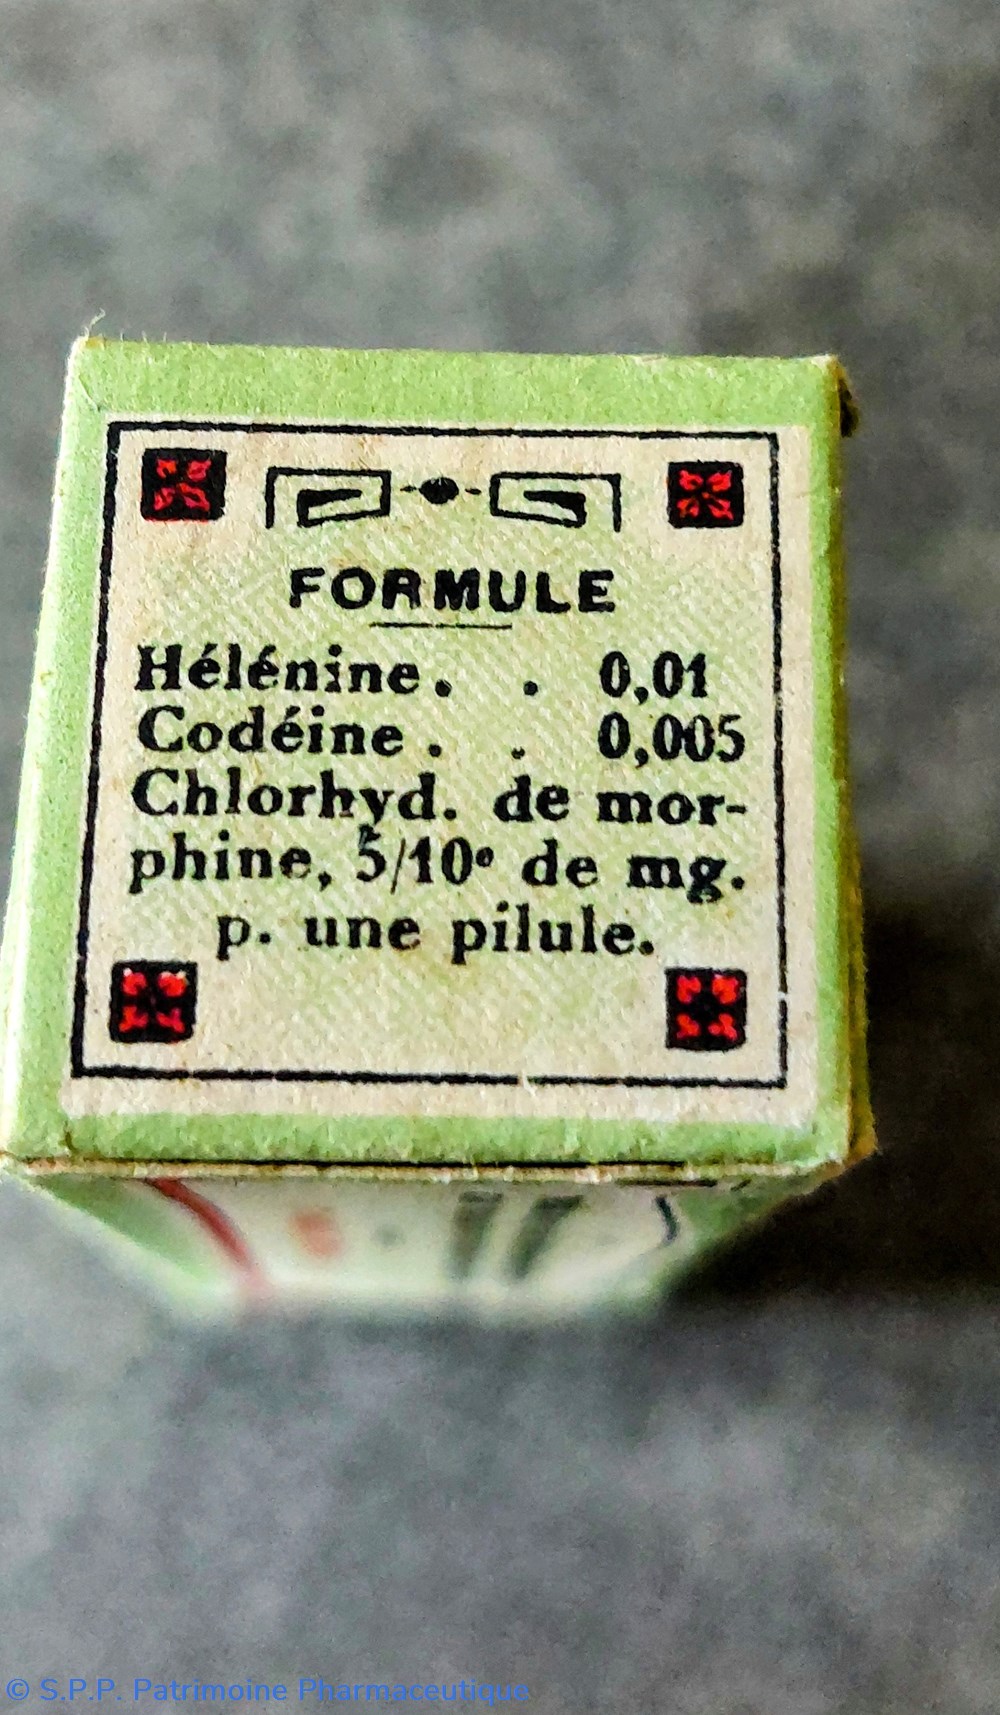 FORMULE
Hélénine. . 0,01
Codéine . . 0,005
Chlorhyd. de mor-
phine, 5/10e de mg.
p. une pilule.
© S.P.P. Patrimoine Pharmaceutique